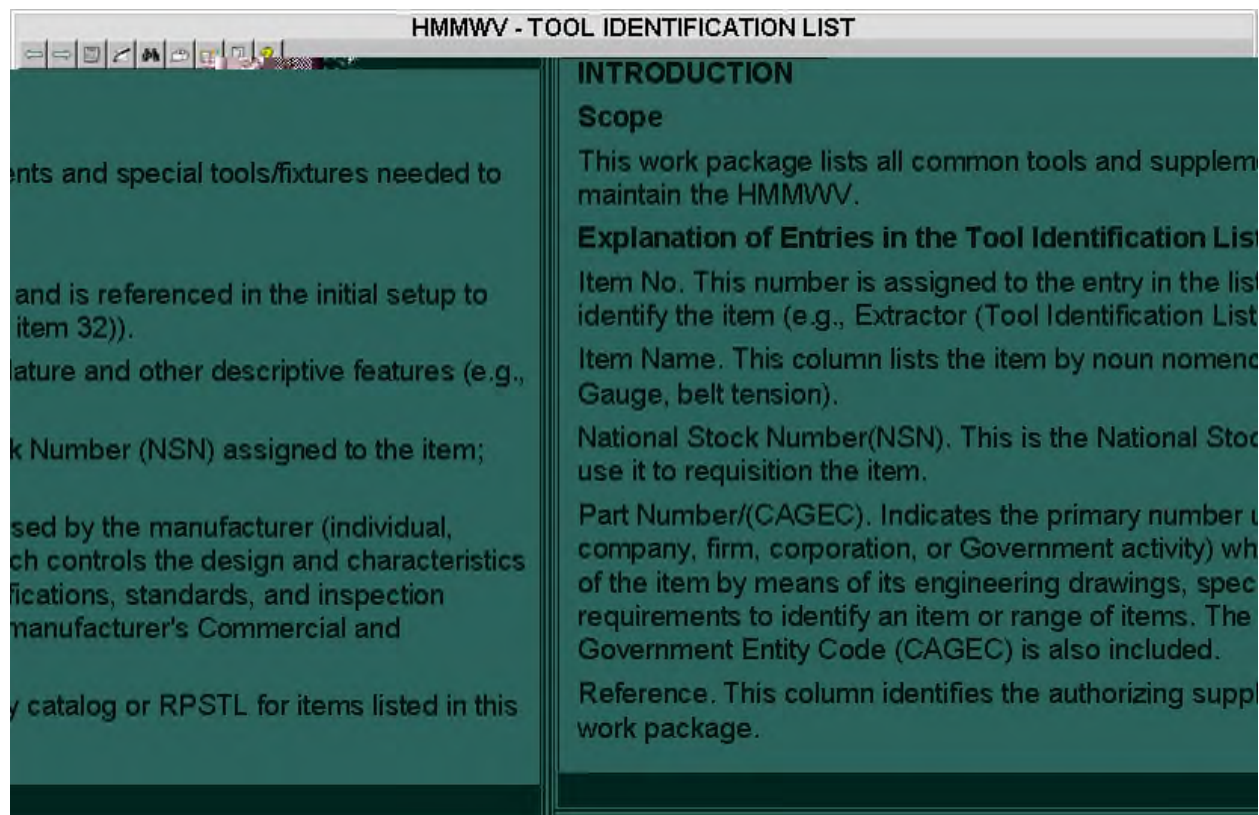 HMMWV - TOOL IDENTIFICATION LIST
ents and special tools/fixtures needed to
and is referenced in the initial setup to
item 32)).
lature and other descriptive features (e.g.,
k Number (NSN) assigned to the item;
sed by the manufacturer (individual,
ch controls the design and characteristics
fications, standards, and inspection
manufacturer's Commercial and
y catalog or RPSTL for items listed in this
INTRODUCTION
Scope
This work package lists all common tools and suppleme
maintain the HMMWV.
Explanation of Entries in the Tool Identification List
Item No. This number is assigned to the entry in the list
identify the item (e.g., Extractor (Tool Identification List
Item Name. This column lists the item by noun nomenc
Gauge, belt tension).
National Stock Number(NSN). This is the National Stoc
use it to requisition the item.
Part Number/(CAGEC). Indicates the primary number u
company, firm, corporation, or Government activity) wh
of the item by means of its engineering drawings, spec
requirements to identify an item or range of items. The
Government Entity Code (CAGEC) is also included.
Reference. This column identifies the authorizing suppl
work package.